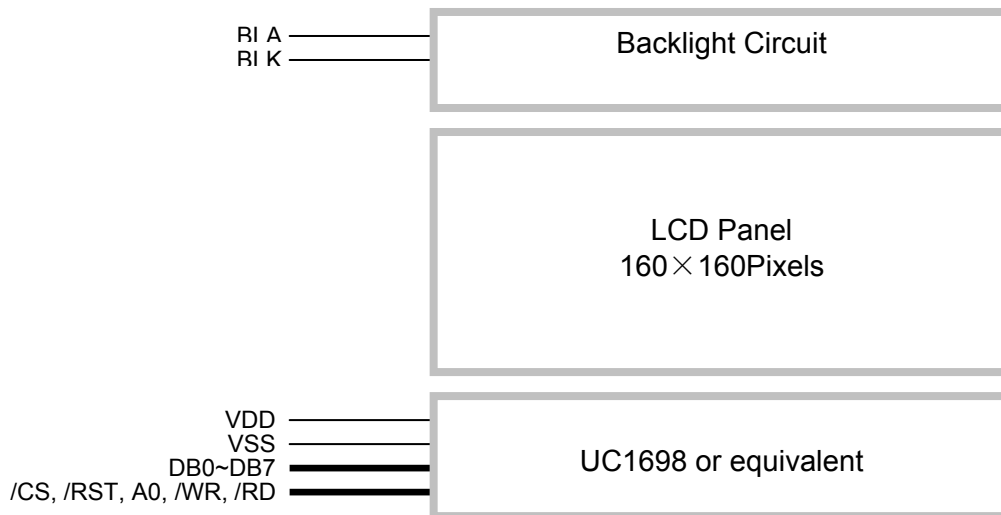 BLA
BLK
Backlight Circuit
LCD Panel
160×160Pixels
VDD
VSS
DB0~DB7
/CS, /RST, A0, /WR, /RD
UC1698 or equivalent